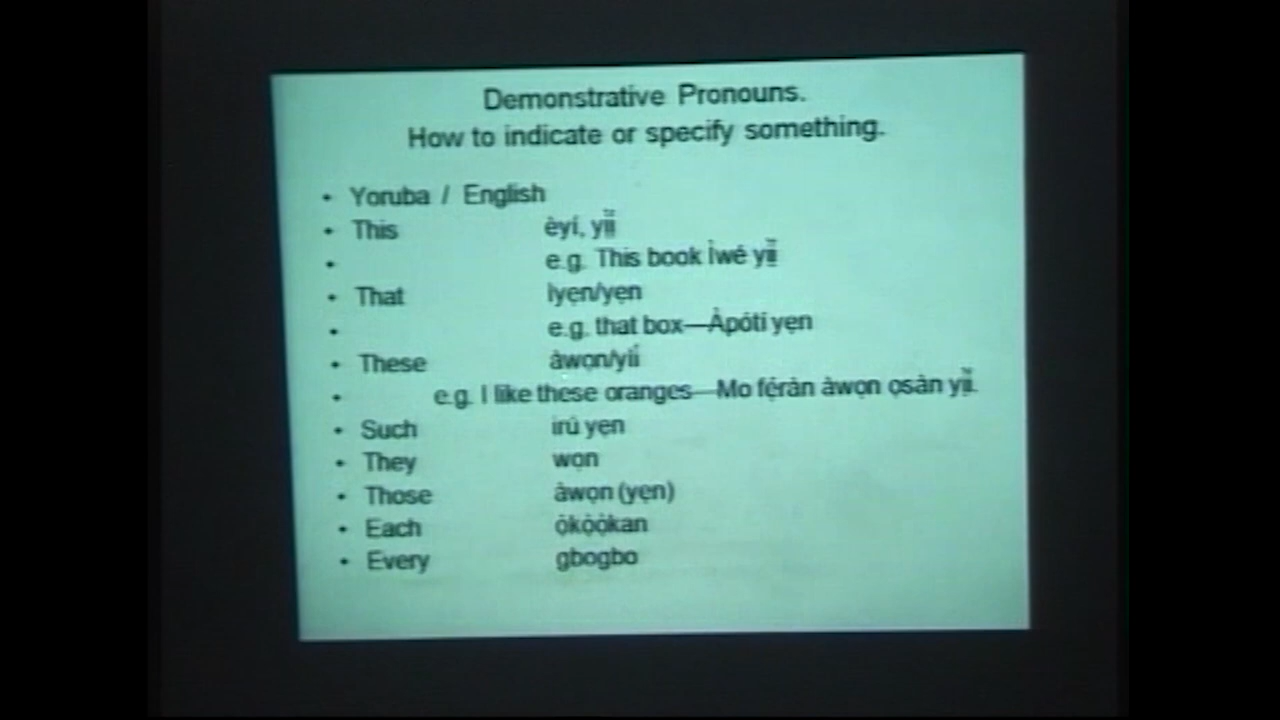 Demonstrative Pronouns.
How to indicate or specify something.
• Yoruba / English
• This èyí, yìí
• e.g. This book Ìwé yìí
• That Ìyẹn/yẹn
• e.g. that box—Àpótí yẹn
• These àwọn/yìí
• e.g. I like these oranges—Mo fẹ́ràn àwọn ọsàn yìí.
• Such irú yẹn
• They wọn
• Those àwọn (yẹn)
• Each ọ̀kọ̀ọ̀kan
• Every gbogbo